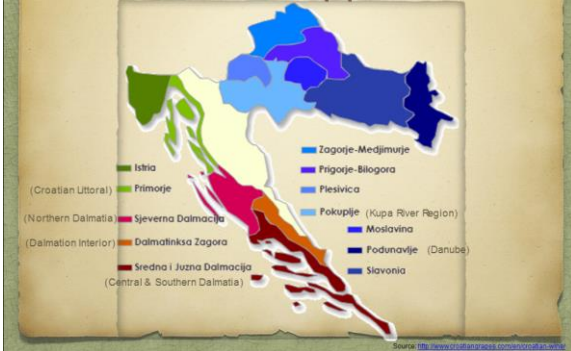 Istria
(Croatian Littoral) Primorje
(Northern Dalmatia) Sjeverna Dalmacija
(Dalmation Interior) Dalmatinksa Zagora
Sredna i Juzna Dalmacija
(Central & Southern Dalmatia)
Zagorje-Medjimurje
Prigorje-Bilogora
Plesivica
Pokuplje (Kupa River Region)
Moslavina
Podunavlje (Danube)
Slavonia
Source: http://www.croatiangrapes.com/en/croatian-wine/